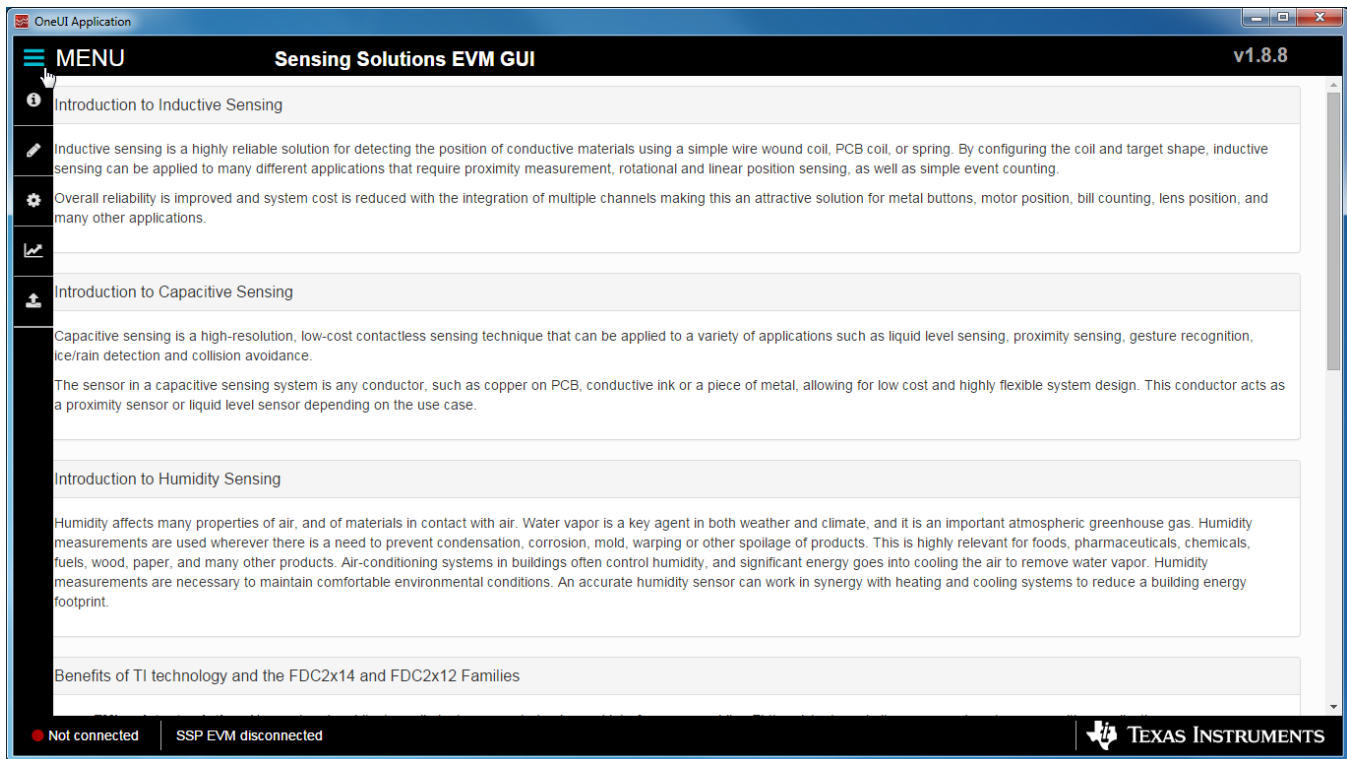 OneUI Application
MENU
Sensing Solutions EVM GUI
v1.8.8
Introduction to Inductive Sensing
Inductive sensing is a highly reliable solution for detecting the position of conductive materials using a simple wire wound coil, PCB coil, or spring. By configuring the coil and target shape, inductive
sensing can be applied to many different applications that require proximity measurement, rotational and linear position sensing, as well as simple event counting.
Overall reliability is improved and system cost is reduced with the integration of multiple channels making this an attractive solution for metal buttons, motor position, bill counting, lens position, and
many other applications.
Introduction to Capacitive Sensing
Capacitive sensing is a high-resolution, low-cost contactless sensing technique that can be applied to a variety of applications such as liquid level sensing, proximity sensing, gesture recognition,
ice/rain detection and collision avoidance.
The sensor in a capacitive sensing system is any conductor, such as copper on PCB, conductive ink or a piece of metal, allowing for low cost and highly flexible system design. This conductor acts as
a proximity sensor or liquid level sensor depending on the use case.
Introduction to Humidity Sensing
Humidity affects many properties of air, and of materials in contact with air. Water vapor is a key agent in both weather and climate, and it is an important atmospheric greenhouse gas. Humidity
measurements are used wherever there is a need to prevent condensation, corrosion, mold, warping or other spoilage of products. This is highly relevant for foods, pharmaceuticals, chemicals,
fuels, wood, paper, and many other products. Air-conditioning systems in buildings often control humidity, and significant energy goes into cooling the air to remove water vapor. Humidity
measurements are necessary to maintain comfortable environmental conditions. An accurate humidity sensor can work in synergy with heating and cooling systems to reduce a building energy
footprint.
Benefits of TI technology and the FDC2x14 and FDC2x12 Families
Not connected
SSP EVM disconnected
TEXAS INSTRUMENTS